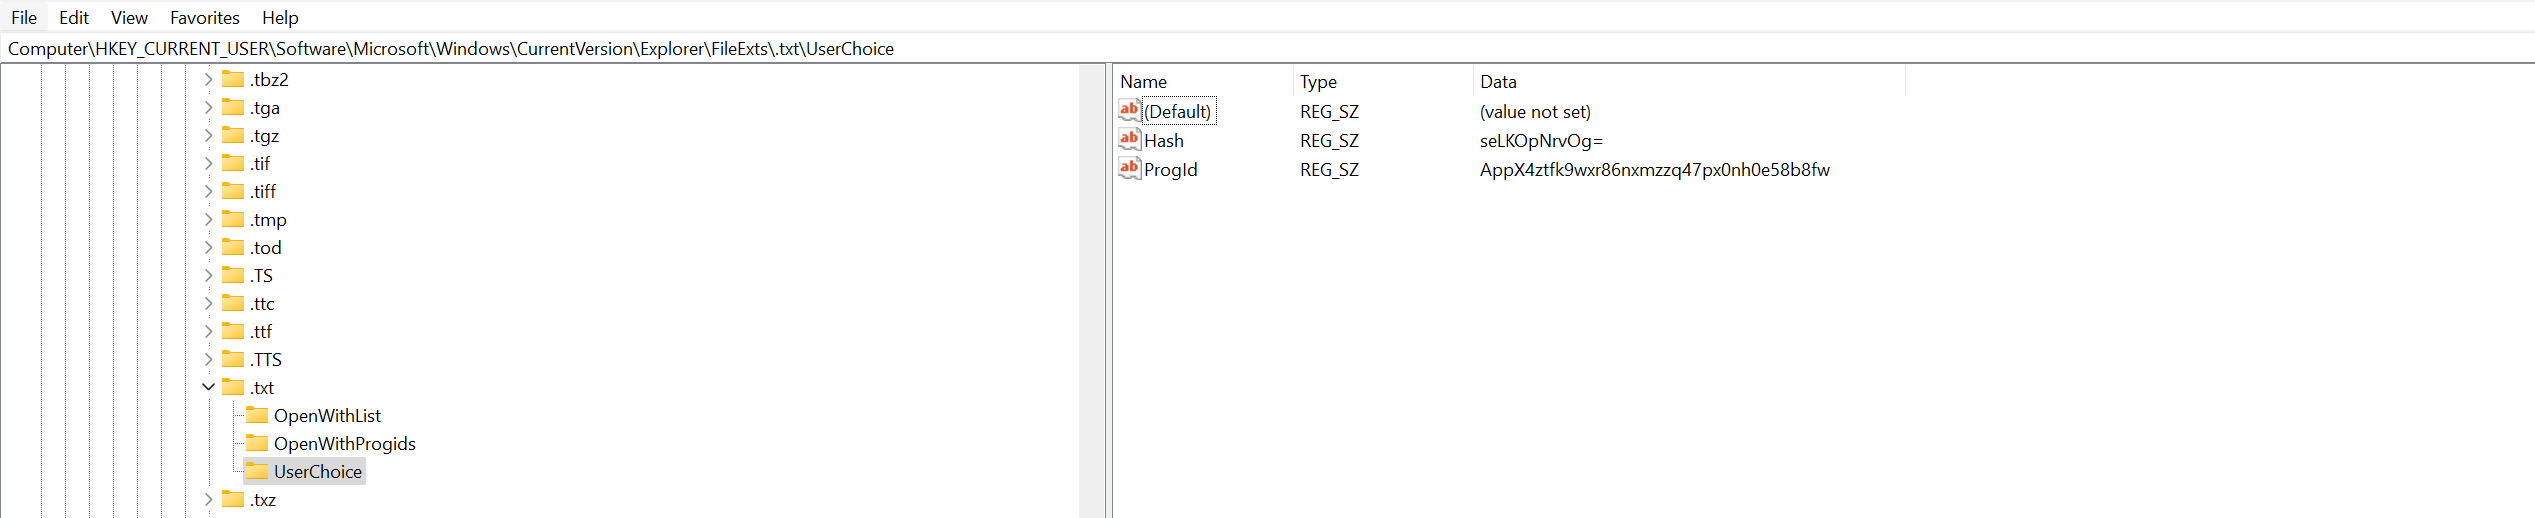 File Edit View Favorites Help
Computer\HKEY_CURRENT_USER\Software\Microsoft\Windows\CurrentVersion\Explorer\FileExts\.txt\UserChoice
.tbz2
.tga
.tgz
.tif
.tiff
.tmp
.tod
.TS
.ttc
.ttf
.TTS
.txt
OpenWithList
OpenWithProgids
UserChoice
.txz
Name Type Data
(Default) REG_SZ (value not set)
Hash REG_SZ seLKOpNrvOg=
ProgId REG_SZ AppX4ztfk9wxr86nxmzzq47px0nh0e58b8fw